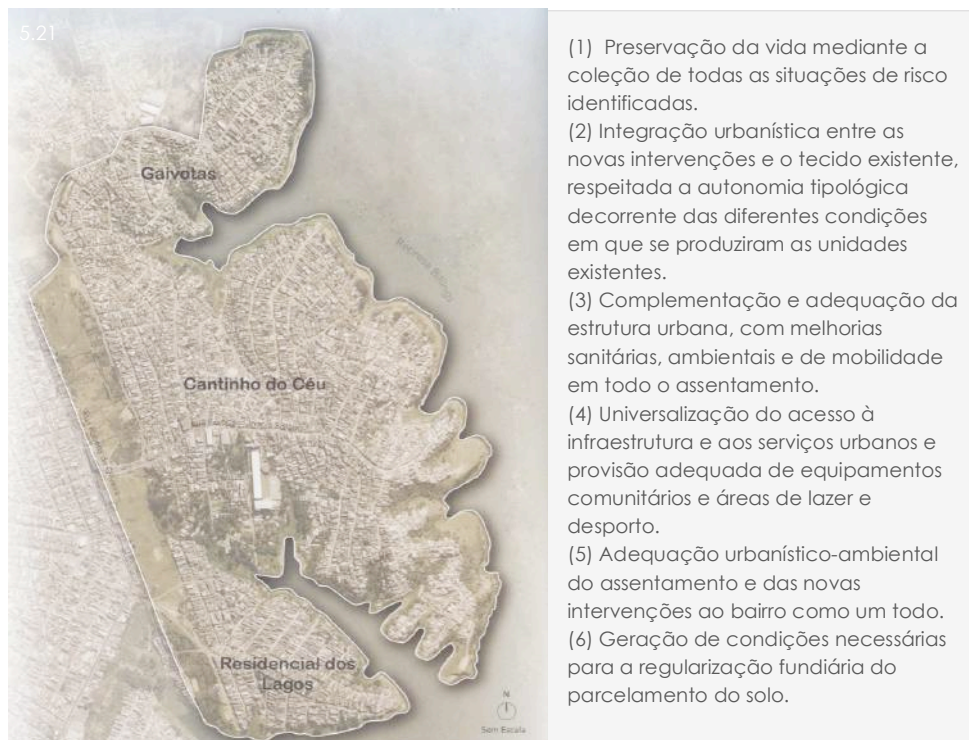 5.21
Gaivotas
Cantinho do Céu
Residencial dos
Lagos
N
Sem Escala
(1)  Preservação da vida mediante a
coleção de todas as situações de risco
identificadas.
(2) Integração urbanística entre as
novas intervenções e o tecido existente,
respeitada a autonomia tipológica
decorrente das diferentes condições
em que se produziram as unidades
existentes.
(3) Complementação e adequação da
estrutura urbana, com melhorias
sanitárias, ambientais e de mobilidade
em todo o assentamento.
(4) Universalização do acesso à
infraestrutura e aos serviços urbanos e
provisão adequada de equipamentos
comunitários e áreas de lazer e
desporto.
(5) Adequação urbanístico-ambiental
do assentamento e das novas
intervenções ao bairro como um todo.
(6) Geração de condições necessárias
para a regularização fundiária do
parcelamento do solo.